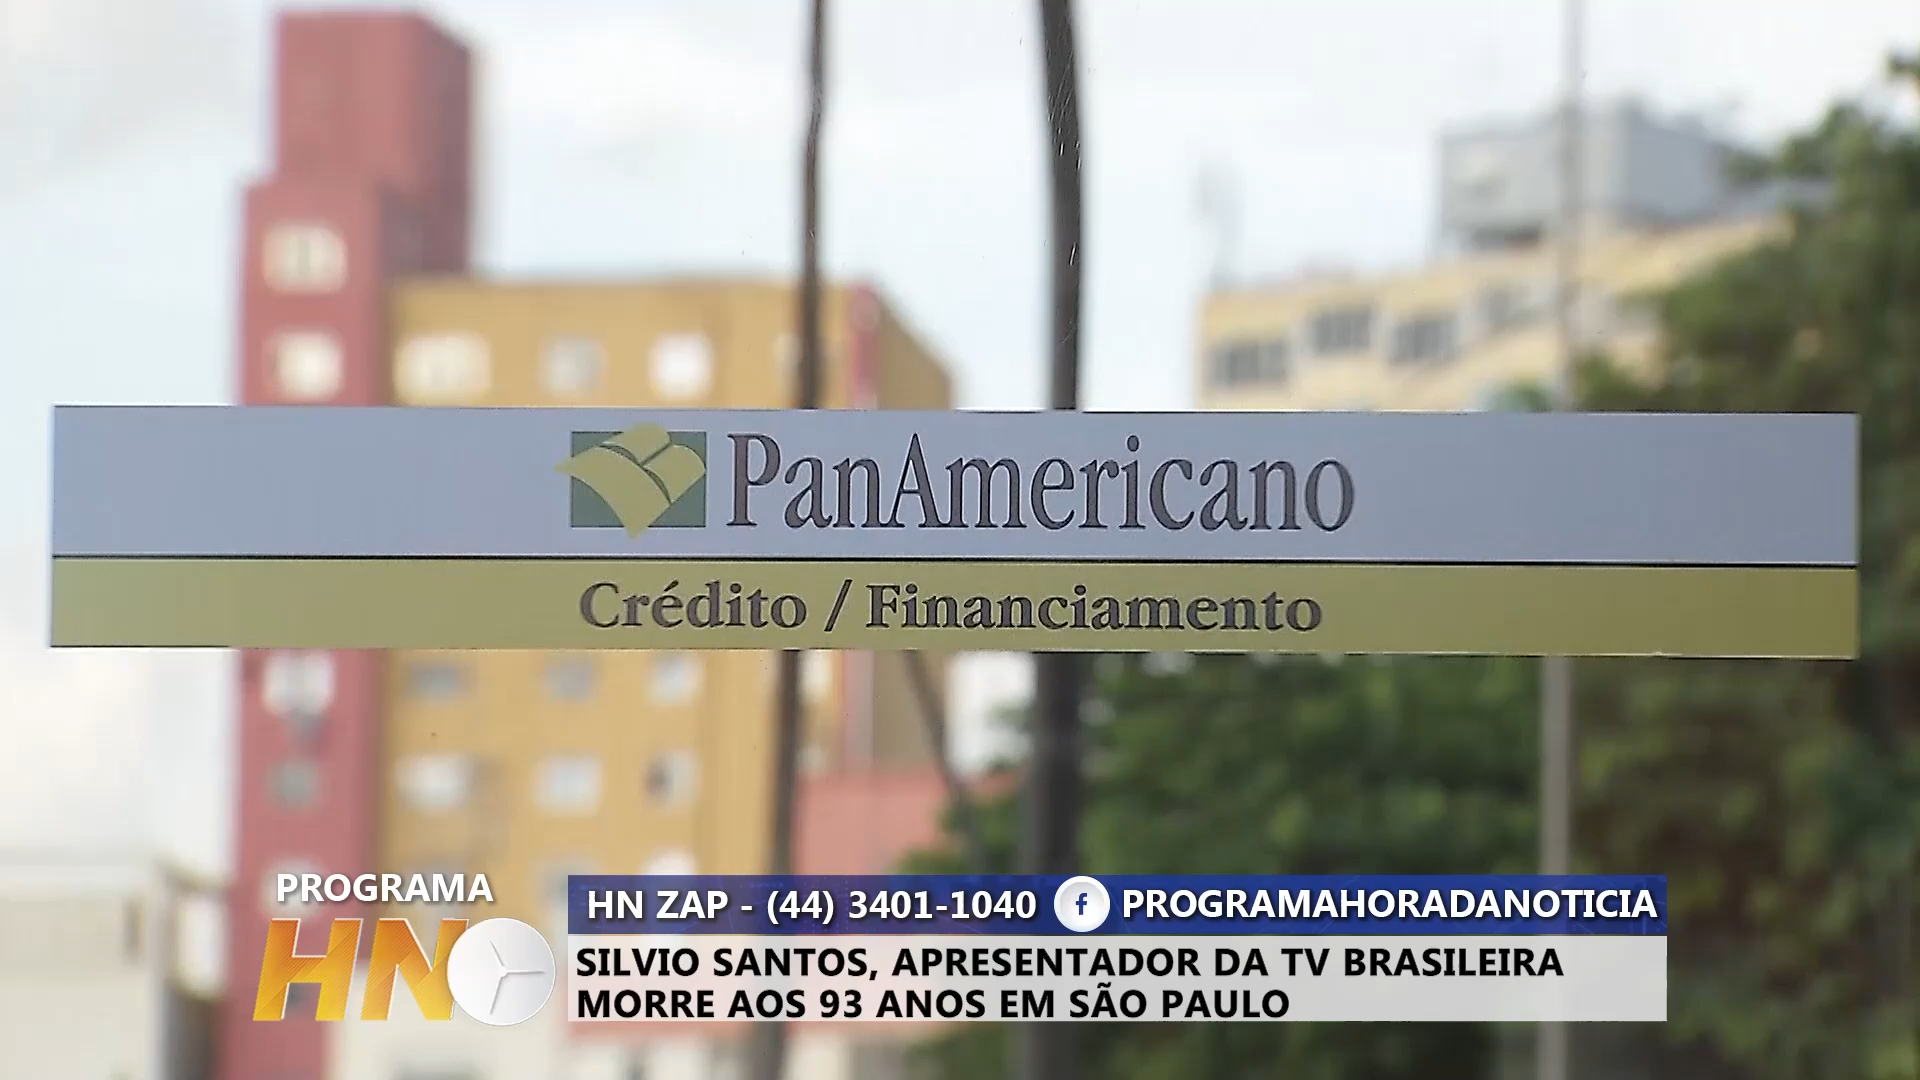 PanAmericano
Crédito / Financiamento
PROGRAMA
HN
HN ZAP - (44) 3401-1040 f PROGRAMAHORADANOTICIA
SILVIO SANTOS, APRESENTADOR DA TV BRASILEIRA
MORRE AOS 93 ANOS EM SÃO PAULO